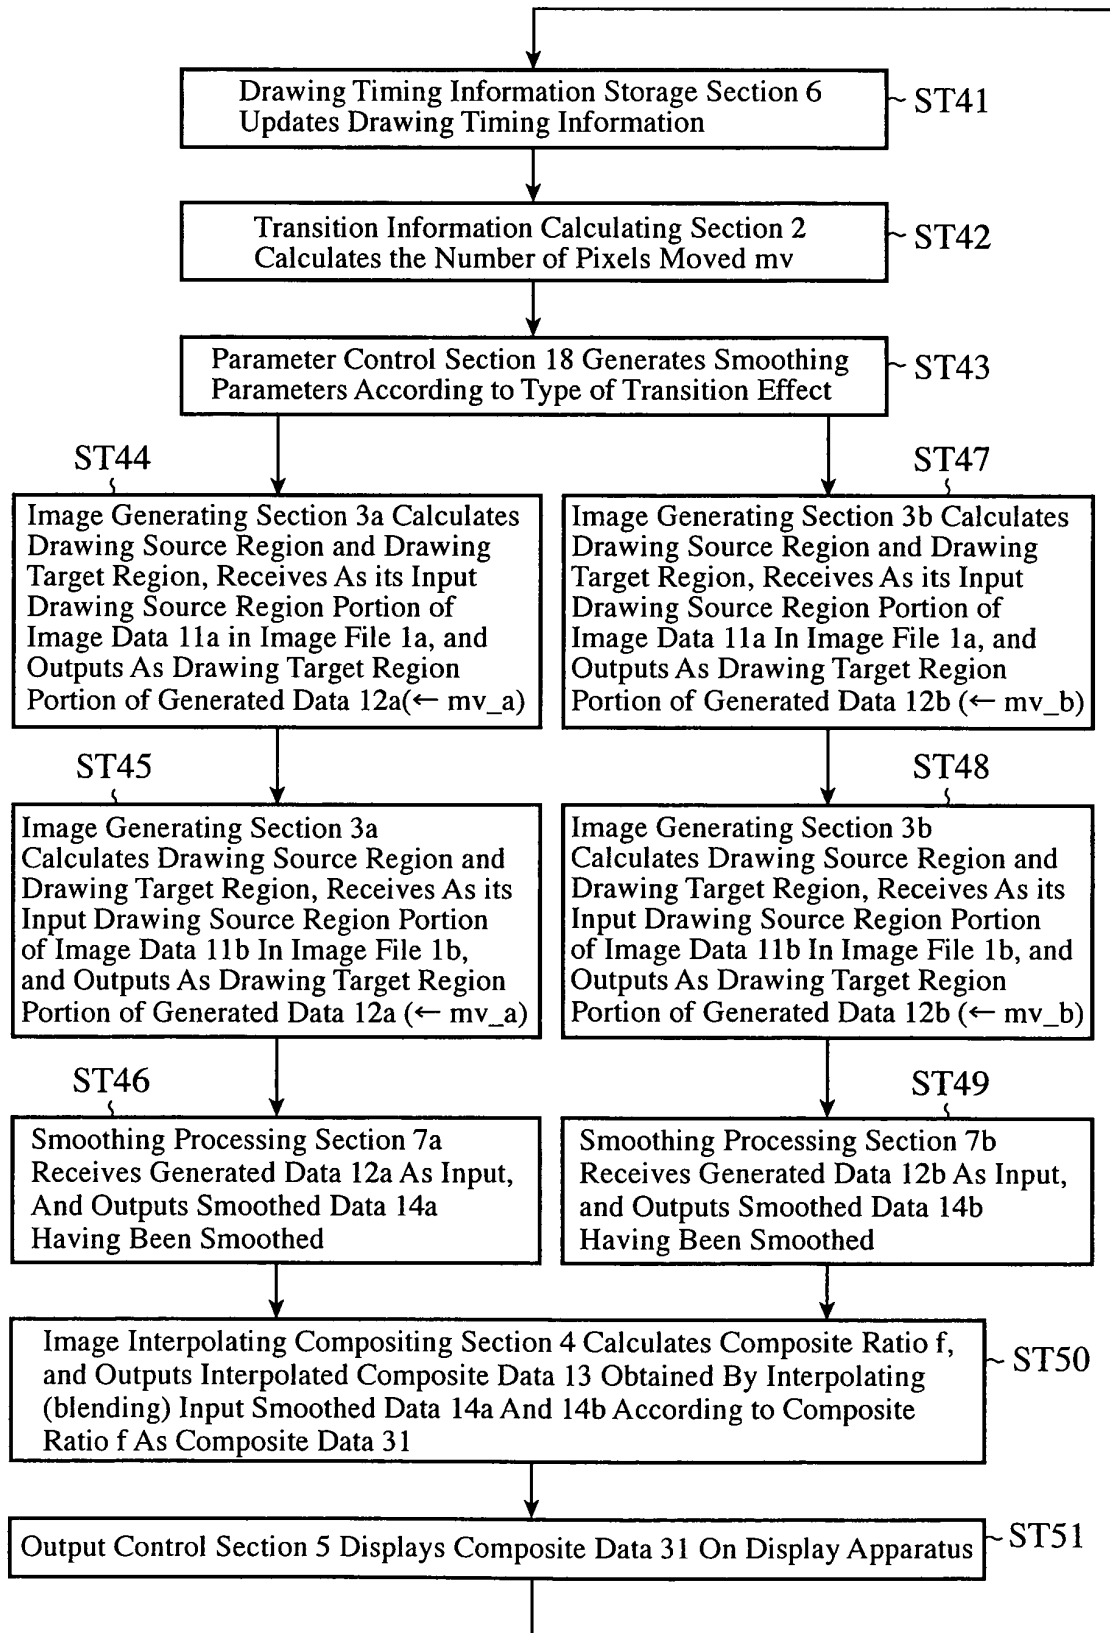 Drawing Timing Information Storage Section 6
Updates Drawing Timing Information
ST41
Transition Information Calculating Section 2
Calculates the Number of Pixels Moved mv
ST42
Parameter Control Section 18 Generates Smoothing
Parameters According to Type of Transition Effect
ST43
ST44
Image Generating Section 3a Calculates
Drawing Source Region and Drawing
Target Region, Receives As its Input
Drawing Source Region Portion of
Image Data 11a in Image File 1a, and
Outputs As Drawing Target Region
Portion of Generated Data 12a(← mv_a)
ST47
Image Generating Section 3b Calculates
Drawing Source Region and Drawing
Target Region, Receives As its Input
Drawing Source Region Portion of
Image Data 11a In Image File 1a, and
Outputs As Drawing Target Region
Portion of Generated Data 12b (← mv_b)
ST45
Image Generating Section 3a
Calculates Drawing Source Region and
Drawing Target Region, Receives As its
Input Drawing Source Region Portion
of Image Data 11b In Image File 1b,
and Outputs As Drawing Target Region
Portion of Generated Data 12a (← mv_a)
ST48
Image Generating Section 3b
Calculates Drawing Source Region and
Drawing Target Region, Receives As its
Input Drawing Source Region Portion
of Image Data 11b In Image File 1b, and
Outputs As Drawing Target Region
Portion of Generated Data 12b (← mv_b)
ST46
Smoothing Processing Section 7a
Receives Generated Data 12a As Input,
And Outputs Smoothed Data 14a
Having Been Smoothed
ST49
Smoothing Processing Section 7b
Receives Generated Data 12b As Input,
and Outputs Smoothed Data 14b
Having Been Smoothed
Image Interpolating Compositing Section 4 Calculates Composite Ratio f,
and Outputs Interpolated Composite Data 13 Obtained By Interpolating
(blending) Input Smoothed Data 14a And 14b According to Composite
Ratio f As Composite Data 31
ST50
Output Control Section 5 Displays Composite Data 31 On Display Apparatus
ST51